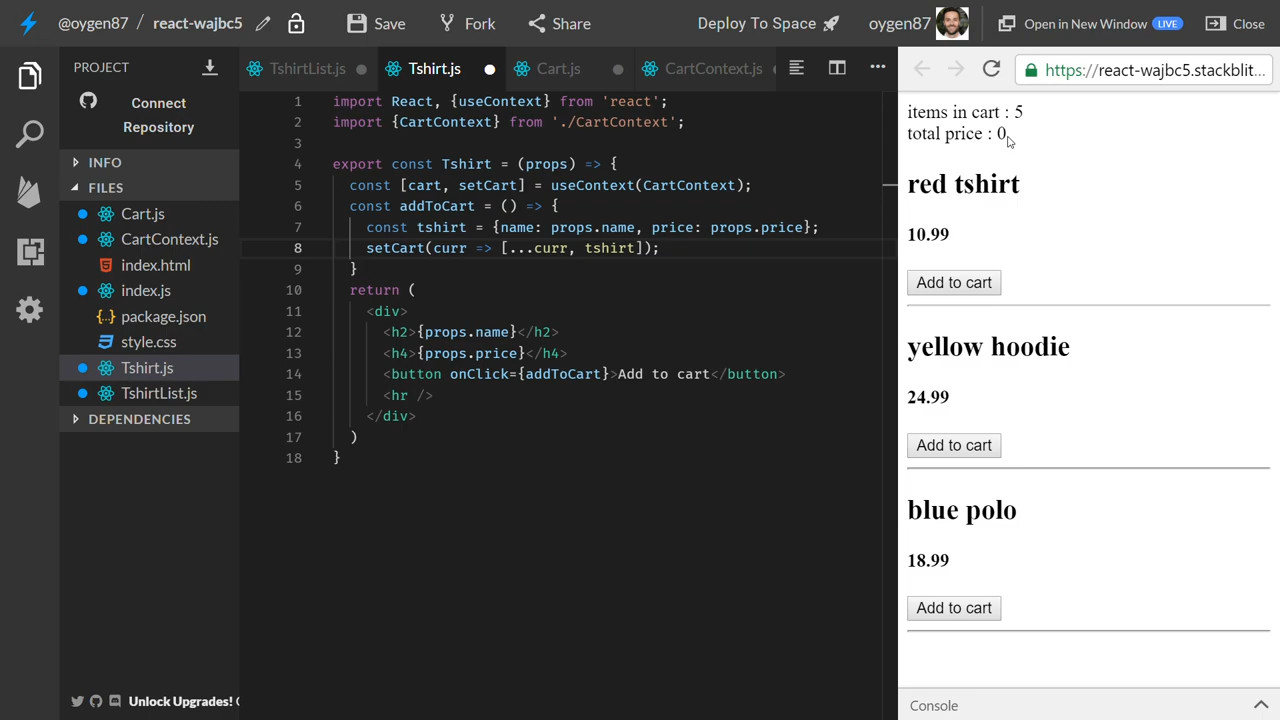 @oygen87 / react-wajbc5 Save Fork Share Deploy To Space oygen87 Open in New Window LIVE Close
PROJECT
Connect
Repository
INFO
FILES
Cart.js
CartContext.js
index.html
index.js
package.json
style.css
Tshirt.js
TshirtList.js
DEPENDENCIES
Unlock Upgrades!
TshirtList.js Tshirt.js Cart.js CartContext.js
1 import React, {useContext} from 'react';
2 import {CartContext} from './CartContext';
3
4 export const Tshirt = (props) => {
5 const [cart, setCart] = useContext(CartContext);
6 const addToCart = () => {
7 const tshirt = {name: props.name, price: props.price};
8 setCart(curr => [...curr, tshirt]);
9 }
10 return (
11 <div>
12 <h2>{props.name}</h2>
13 <h4>{props.price}</h4>
14 <button onClick={addToCart}>Add to cart</button>
15 <hr />
16 </div>
17 )
18 }
https://react-wajbc5.stackblit...
items in cart : 5
total price : 0
red tshirt
10.99
Add to cart
yellow hoodie
24.99
Add to cart
blue polo
18.99
Add to cart
Console